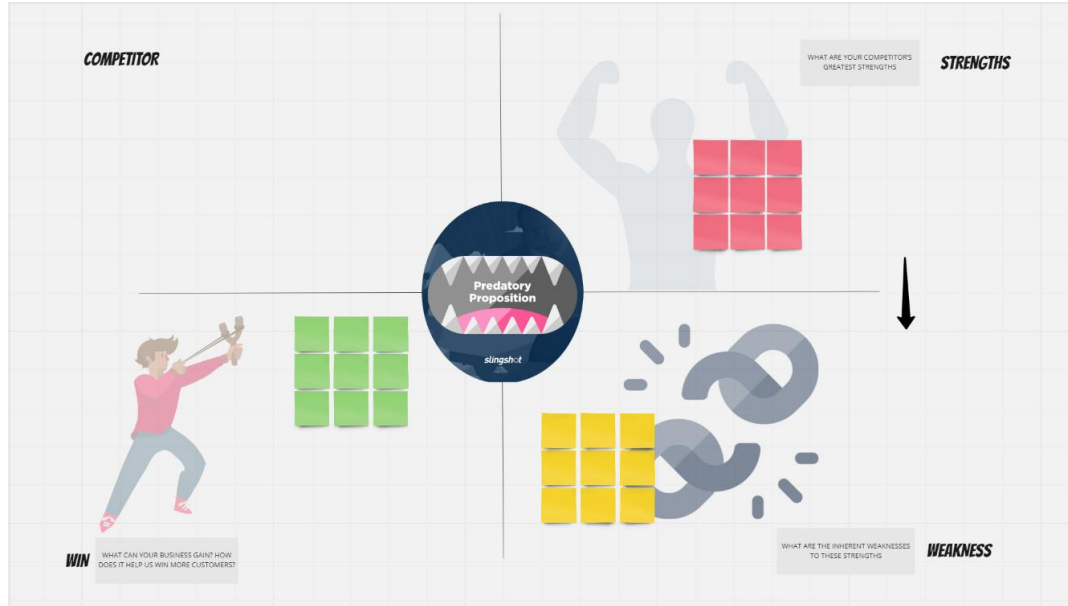 COMPETITOR
WHAT ARE YOUR COMPETITOR'S
GREATEST STRENGTHS
STRENGTHS
Predatory
Proposition
slingshot
WIN
WHAT CAN YOUR BUSINESS GAIN? HOW
DOES IT HELP US WIN MORE CUSTOMERS?
WHAT ARE THE INHERENT WEAKNESSES
TO THESE STRENGTHS
WEAKNESS